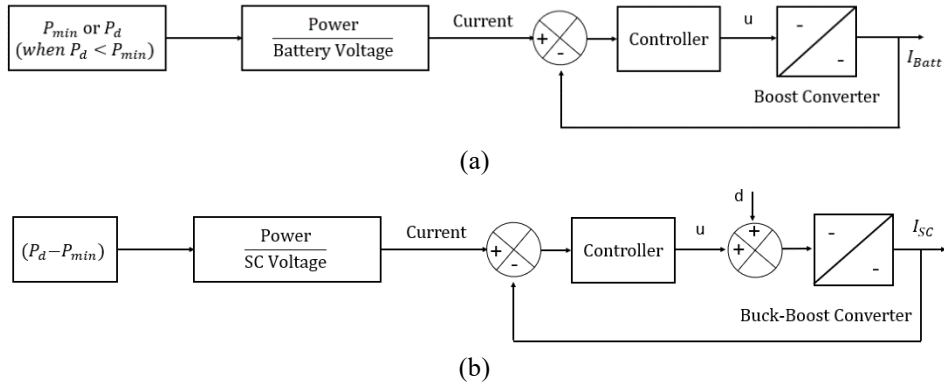 P_min or P_d
(when P_d < P_min)
Power
Battery Voltage
Current
+
-
Controller
u
-
-
Boost Converter
I_Batt
(a)
(P_d−P_min)
Power
SC Voltage
Current
+
-
Controller
u
d
+
+
-
-
Buck-Boost Converter
I_SC
(b)